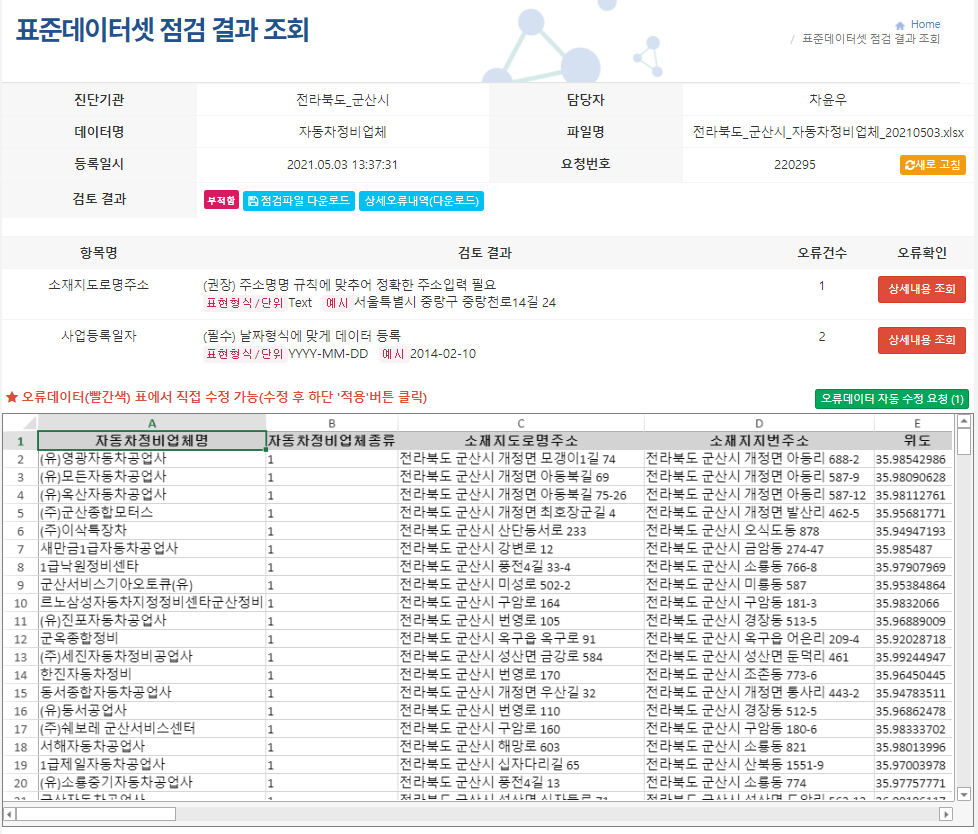 표준데이터셋 점검 결과 조회
Home
/ 표준데이터셋 점검 결과 조회
진단기관 전라북도_군산시 담당자 차윤우
데이터명 자동차정비업체 파일명 전라북도_군산시_자동차정비업체_20210503.xlsx
등록일시 2021.05.03 13:37:31 요청번호 220295 새로 고침
검토 결과 부적합 점검파일 다운로드 상세오류내역(다운로드)
항목명 검토 결과 오류건수 오류확인
소재지도로명주소 (권장) 주소명명 규칙에 맞추어 정확한 주소입력 필요 1 상세내용 조회
표현형식/단위 Text 예시 서울특별시 중랑구 중랑천로14길 24
사업등록일자 (필수) 날짜형식에 맞게 데이터 등록 2 상세내용 조회
표현형식/단위 YYYY-MM-DD 예시 2014-02-10
★ 오류데이터(빨간색) 표에서 직접 수정 가능(수정 후 하단 '적용'버튼 클릭) 오류데이터 자동 수정 요청 (1)
A B C D E
1 자동차정비업체명 자동차정비업체종류 소재지도로명주소 소재지지번주소 위도
2 (유)영광자동차공업사 1 전라북도 군산시 개정면 모갱이1길 74 전라북도 군산시 개정면 아동리 688-2 35.98542986
3 (유)모든자동차공업사 1 전라북도 군산시 개정면 아동북길 69 전라북도 군산시 개정면 아동리 587-9 35.98090628
4 (유)옥산자동차공업사 1 전라북도 군산시 개정면 아동북길 75-26 전라북도 군산시 개정면 아동리 587-12 35.98112761
5 (주)군산종합모터스 1 전라북도 군산시 개정면 최호장군길 4 전라북도 군산시 개정면 발산리 462-5 35.95681771
6 (주)이삭특장차 1 전라북도 군산시 산단동서로 233 전라북도 군산시 오식도동 878 35.94947193
7 새만금1급자동차공업사 1 전라북도 군산시 강변로 12 전라북도 군산시 금암동 274-47 35.985487
8 1급낙원정비센타 1 전라북도 군산시 풍전4길 33-4 전라북도 군산시 소룡동 766-8 35.97907969
9 군산서비스기아오토큐(유) 1 전라북도 군산시 미성로 502-2 전라북도 군산시 미룡동 587 35.95384864
10 르노삼성자동차지정정비센타군산정비 1 전라북도 군산시 구암로 164 전라북도 군산시 구암동 181-3 35.9832066
11 (유)진포자동차공업사 1 전라북도 군산시 번영로 105 전라북도 군산시 경장동 513-5 35.96889009
12 군옥종합정비 1 전라북도 군산시 옥구읍 옥구로 91 전라북도 군산시 옥구읍 어은리 209-4 35.92028718
13 (주)세진자동차정비공업사 1 전라북도 군산시 성산면 금강로 584 전라북도 군산시 성산면 둔덕리 461 35.99244947
14 한진자동차정비 1 전라북도 군산시 번영로 170 전라북도 군산시 조촌동 773-6 35.96450445
15 동서종합자동차공업사 1 전라북도 군산시 개정면 우산길 32 전라북도 군산시 개정면 통사리 443-2 35.94783511
16 (유)동서공업사 1 전라북도 군산시 번영로 110 전라북도 군산시 경장동 512-5 35.96862478
17 (주)쉐보레 군산서비스센터 1 전라북도 군산시 구암로 160 전라북도 군산시 구암동 180-6 35.98333702
18 서해자동차공업사 1 전라북도 군산시 해망로 603 전라북도 군산시 소룡동 821 35.98013996
19 1급제일자동차공업사 1 전라북도 군산시 십자다리길 65 전라북도 군산시 산북동 1551-9 35.97003978
20 (유)소룡중기자동차공업사 1 전라북도 군산시 풍전4길 13 전라북도 군산시 소룡동 774 35.97757771